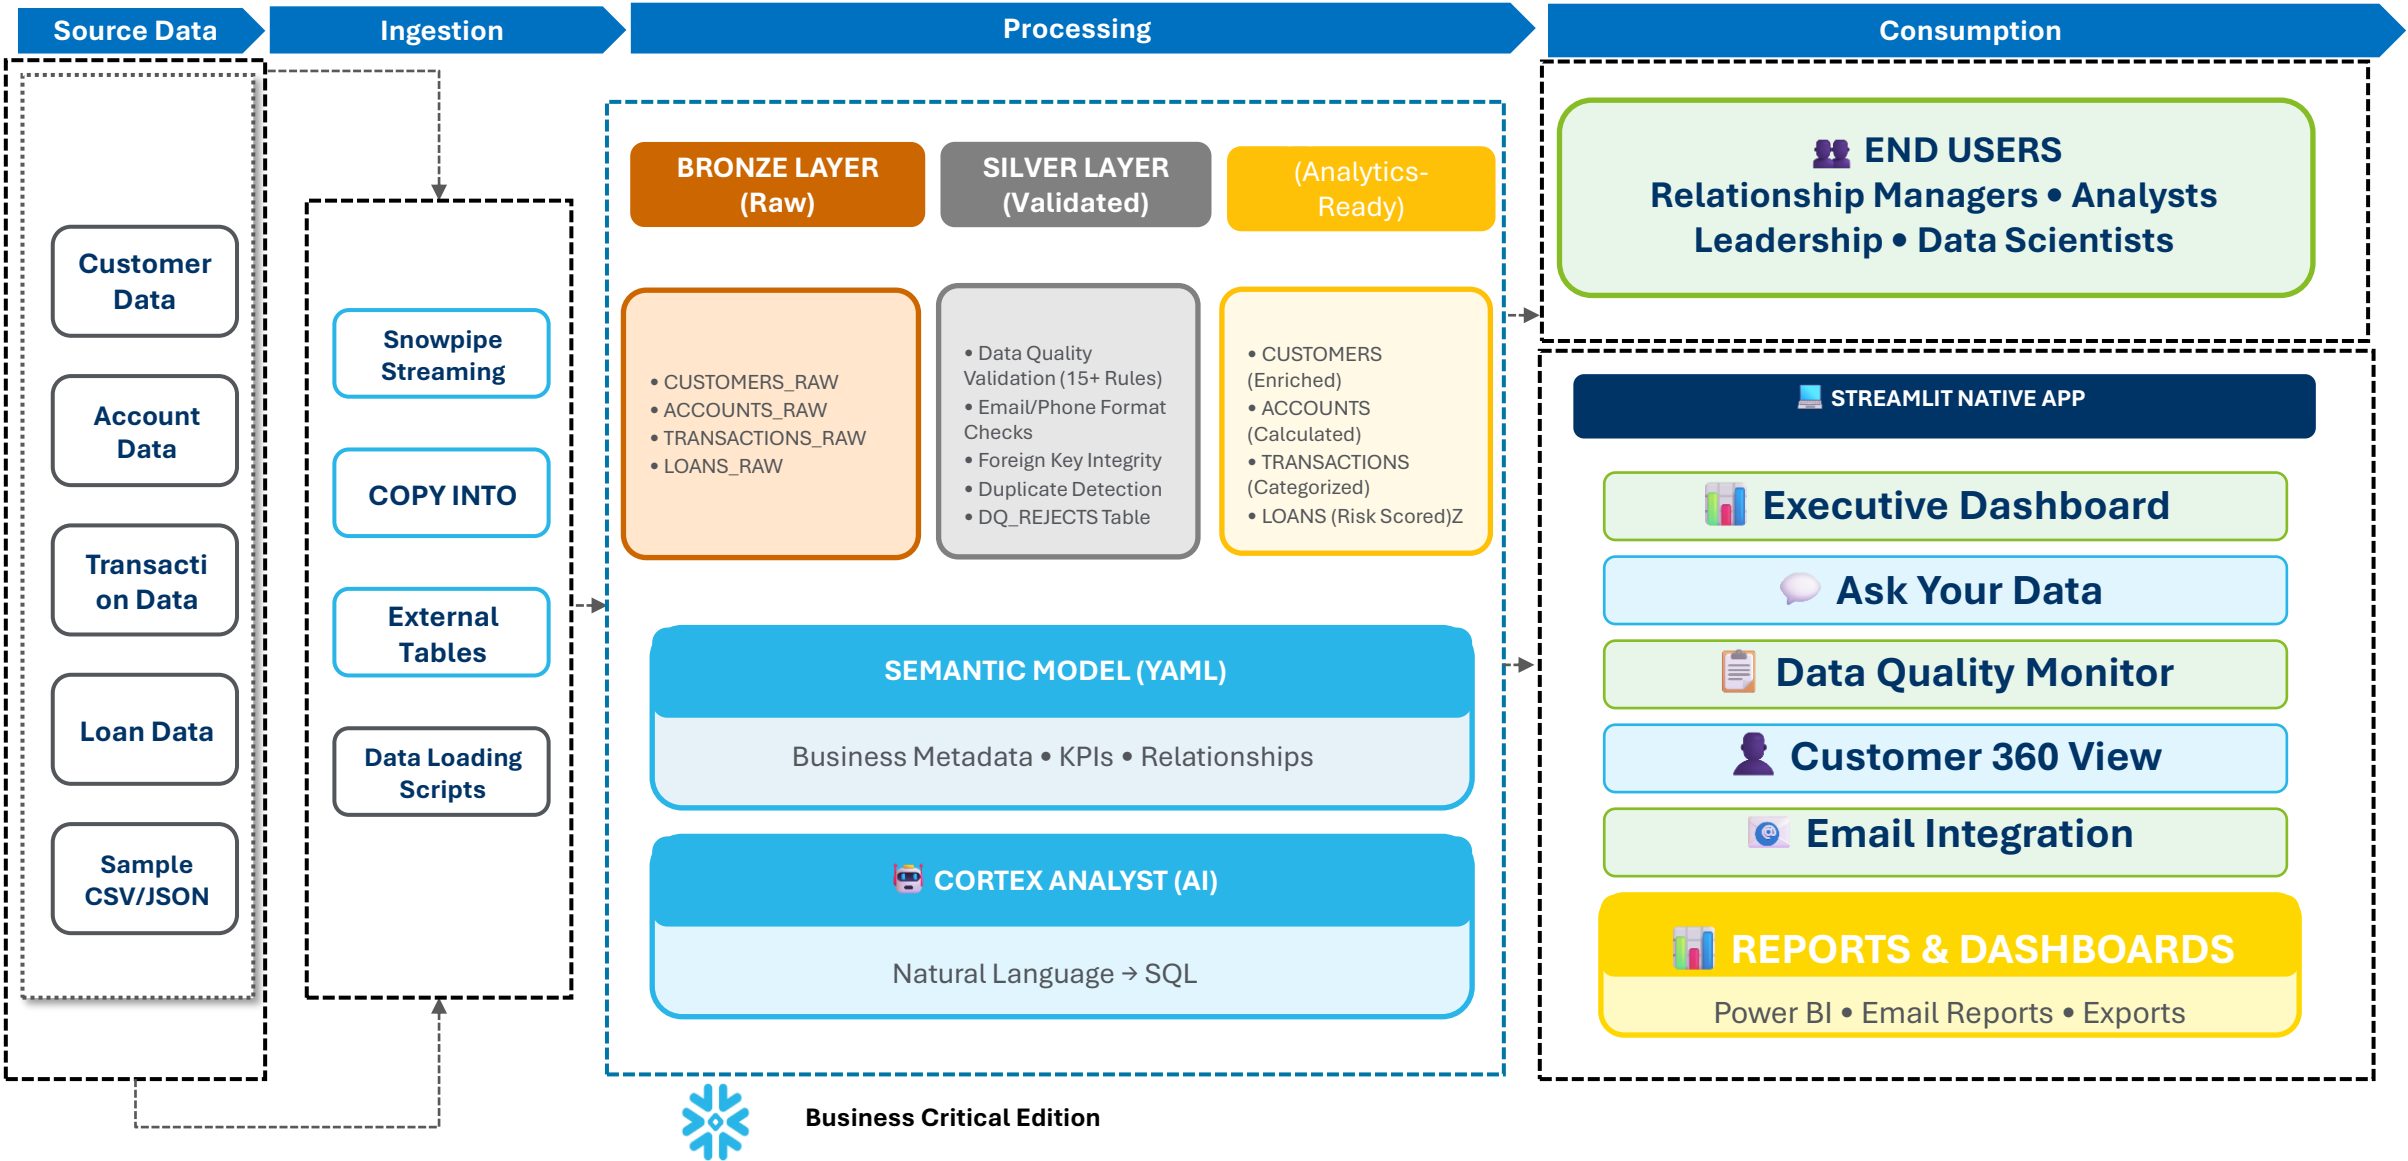 Source Data
Ingestion
Processing
Consumption
Customer
Data
Account
Data
Transacti
on Data
Loan Data
Sample
CSV/JSON
Snowpipe
Streaming
COPY INTO
External
Tables
Data Loading
Scripts
BRONZE LAYER
(Raw)
SILVER LAYER
(Validated)
(Analytics-
Ready)
• CUSTOMERS_RAW
• ACCOUNTS_RAW
• TRANSACTIONS_RAW
• LOANS_RAW
• Data Quality
Validation (15+ Rules)
• Email/Phone Format
Checks
• Foreign Key Integrity
• Duplicate Detection
• DQ_REJECTS Table
• CUSTOMERS
(Enriched)
• ACCOUNTS
(Calculated)
• TRANSACTIONS
(Categorized)
• LOANS (Risk Scored)Z
SEMANTIC MODEL (YAML)
Business Metadata • KPIs • Relationships
CORTEX ANALYST (AI)
Natural Language → SQL
Business Critical Edition
END USERS
Relationship Managers • Analysts
Leadership • Data Scientists
STREAMLIT NATIVE APP
Executive Dashboard
Ask Your Data
Data Quality Monitor
Customer 360 View
Email Integration
REPORTS & DASHBOARDS
Power BI • Email Reports • Exports